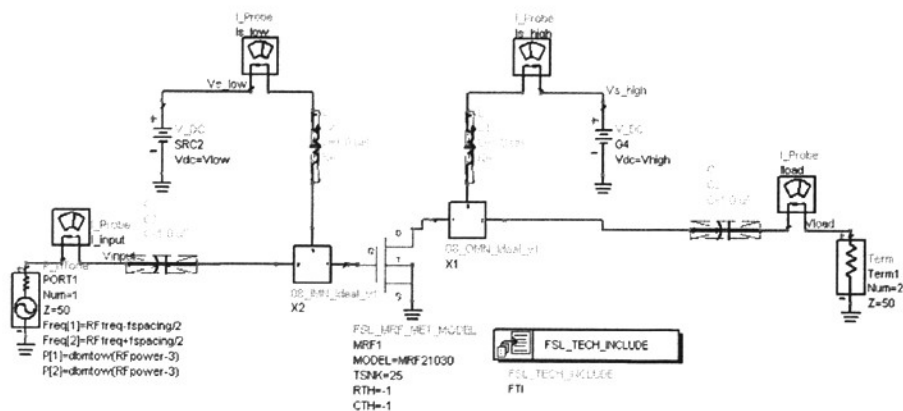 I_Probe
Is_low
Vs_low
V_DC
SRC2
Vdc=Vlow
I_Probe
Is_high
Vs_high
V_DC
G4
Vdc=Vhigh
I_Probe
Iload
Vload
Term
Term1
Num=2
Z=50
I_Probe
I_input
Vinput
PORT1
Num=1
Z=50
Freq[1]=RFfreq-fspacing/2
Freq[2]=RFfreq+fspacing/2
P[1]=dbmtow(RFpower-3)
P[2]=dbmtow(RFpower-3)
08_IMN_Ideal_v1
X2
08_OMN_Ideal_v1
X1
FSL_MRF_MET_MODEL
MRF1
MODEL=MRF21030
TSNK=25
RTH=-1
CTH=-1
FSL_TECH_INCLUDE
FSL_TECH_INCLUDE
FTI